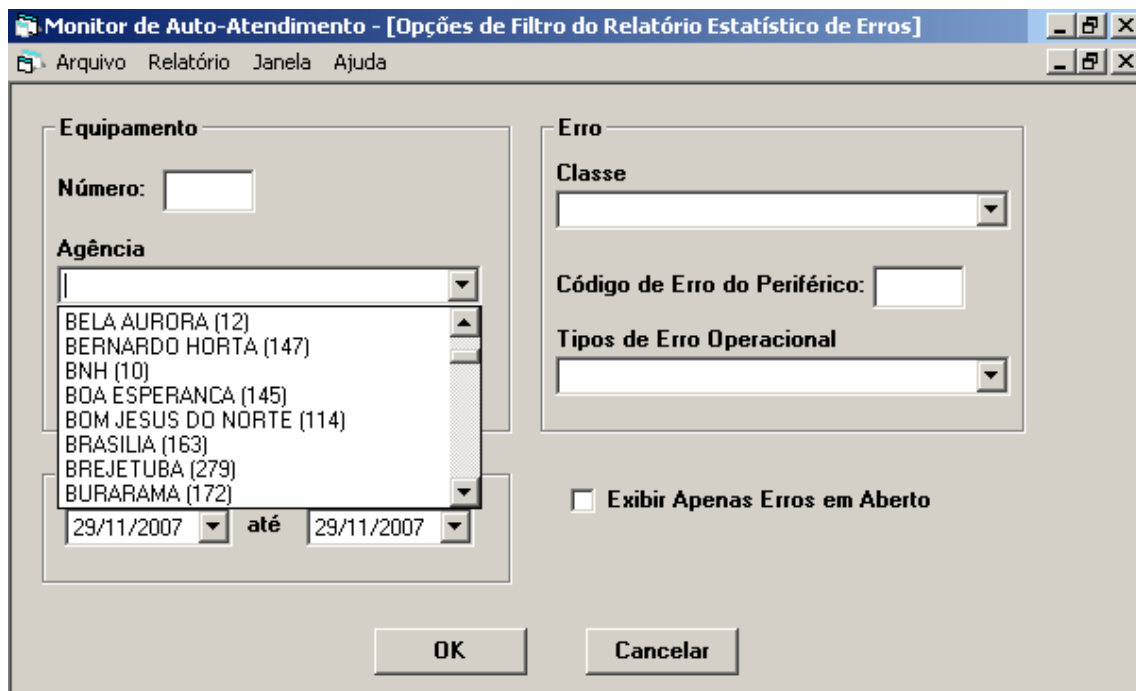 Monitor de Auto-Atendimento - [Opções de Filtro do Relatório Estatístico de Erros]
Arquivo Relatório Janela Ajuda
Equipamento
Número:
Agência
BELA AURORA (12)
BERNARDO HORTA (147)
BNH (10)
BOA ESPERANCA (145)
BOM JESUS DO NORTE (114)
BRASILIA (163)
BREJETUBA (279)
BURARAMA (172)
29/11/2007 até 29/11/2007
Erro
Classe
Código de Erro do Periférico:
Tipos de Erro Operacional
Exibir Apenas Erros em Aberto
OK Cancelar